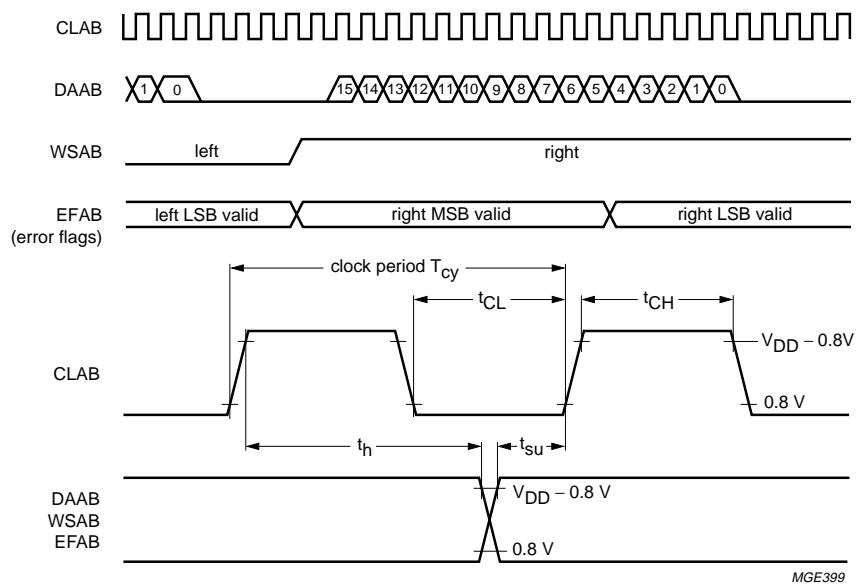 CLAB
DAAB 1 0 15 14 13 12 11 10 9 8 7 6 5 4 3 2 1 0
WSAB left right
EFAB
(error flags)
left LSB valid right MSB valid right LSB valid
clock period Tcy
tCL tCH
VDD − 0.8V
CLAB
0.8 V
th tsu
DAAB
WSAB
EFAB
VDD − 0.8 V
0.8 V
MGE399